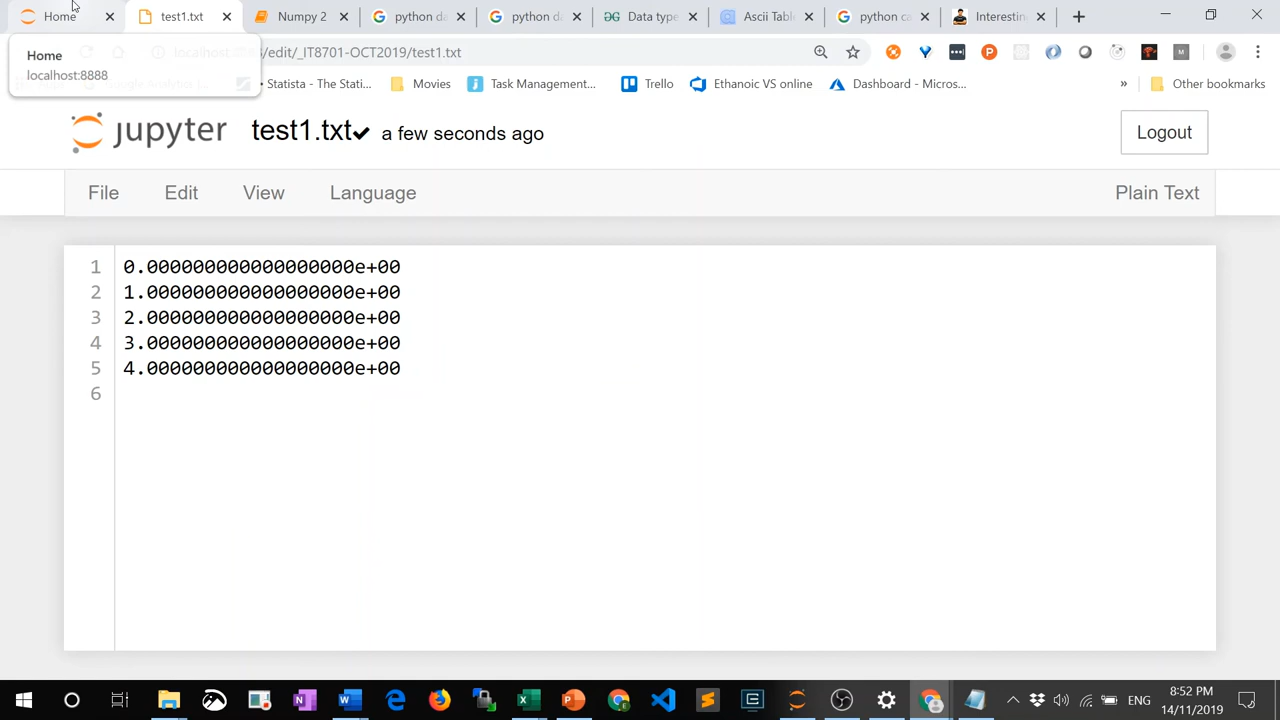 Home
test1.txt
Numpy 2
python da
python da
Data type
Ascii Tabl
python ca
Interestin
Home
localhost:8888
/edit/_IT8701-OCT2019/test1.txt
Statista - The Stati...
Movies
Task Management...
Trello
Ethanoic VS online
Dashboard - Micros...
»
Other bookmarks
jupyter test1.txt✔ a few seconds ago
Logout
File
Edit
View
Language
Plain Text
1 0.000000000000000000e+00
2 1.000000000000000000e+00
3 2.000000000000000000e+00
4 3.000000000000000000e+00
5 4.000000000000000000e+00
6
ENG
8:52 PM
14/11/2019